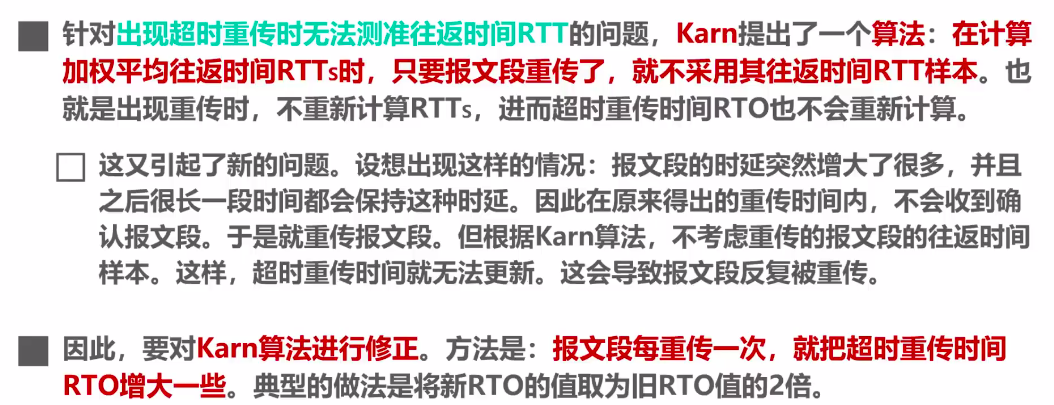 针对出现超时重传时无法测准往返时间RTT的问题，Karn提出了一个算法：在计算
加权平均往返时间RTTs时，只要报文段重传了，就不采用其往返时间RTT样本。也
就是出现重传时，不重新计算RTTs，进而超时重传时间RTO也不会重新计算。
这又引起了新的问题。设想出现这样的情况：报文段的时延突然增大了很多，并且
之后很长一段时间都会保持这种时延。因此在原来得出的重传时间内，不会收到确
认报文段。于是就重传报文段。但根据Karn算法，不考虑重传的报文段的往返时间
样本。这样，超时重传时间就无法更新。这会导致报文段反复被重传。
因此，要对Karn算法进行修正。方法是：报文段每重传一次，就把超时重传时间
RTO增大一些。典型的做法是将新RTO的值取为旧RTO值的2倍。